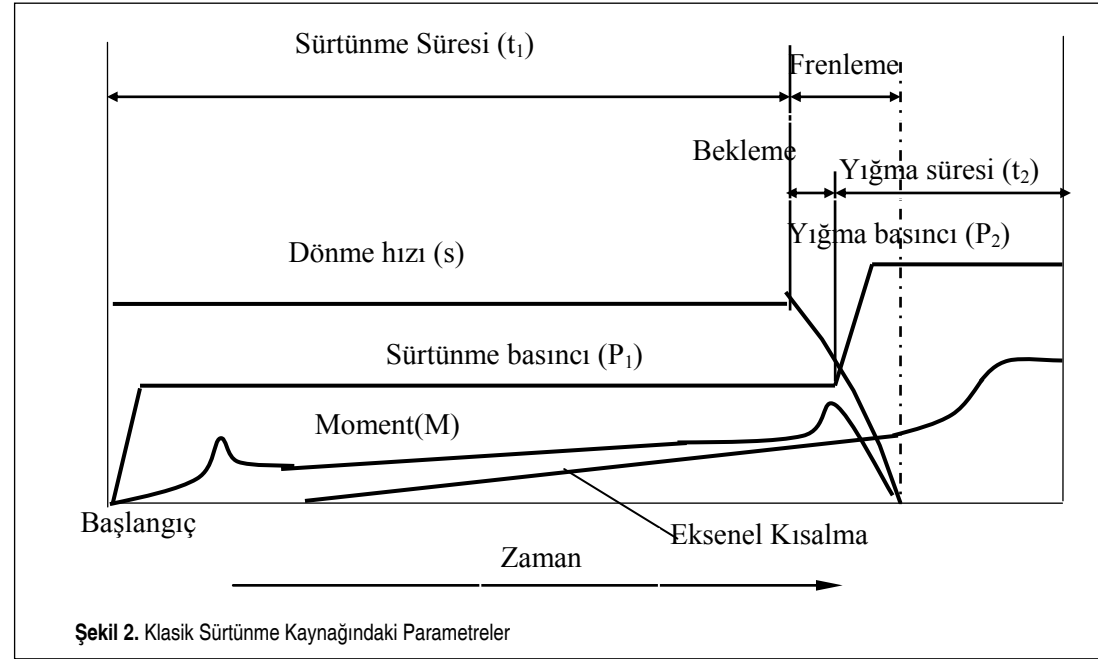 Sürtünme Süresi (t₁)
Frenleme
Bekleme
Yığma süresi (t₂)
Yığma basıncı (P₂)
Dönme hızı (s)
Sürtünme basıncı (P₁)
Moment(M)
Başlangıç
Eksenel Kısalma
Zaman
Şekil 2. Klasik Sürtünme Kaynağındaki Parametreler